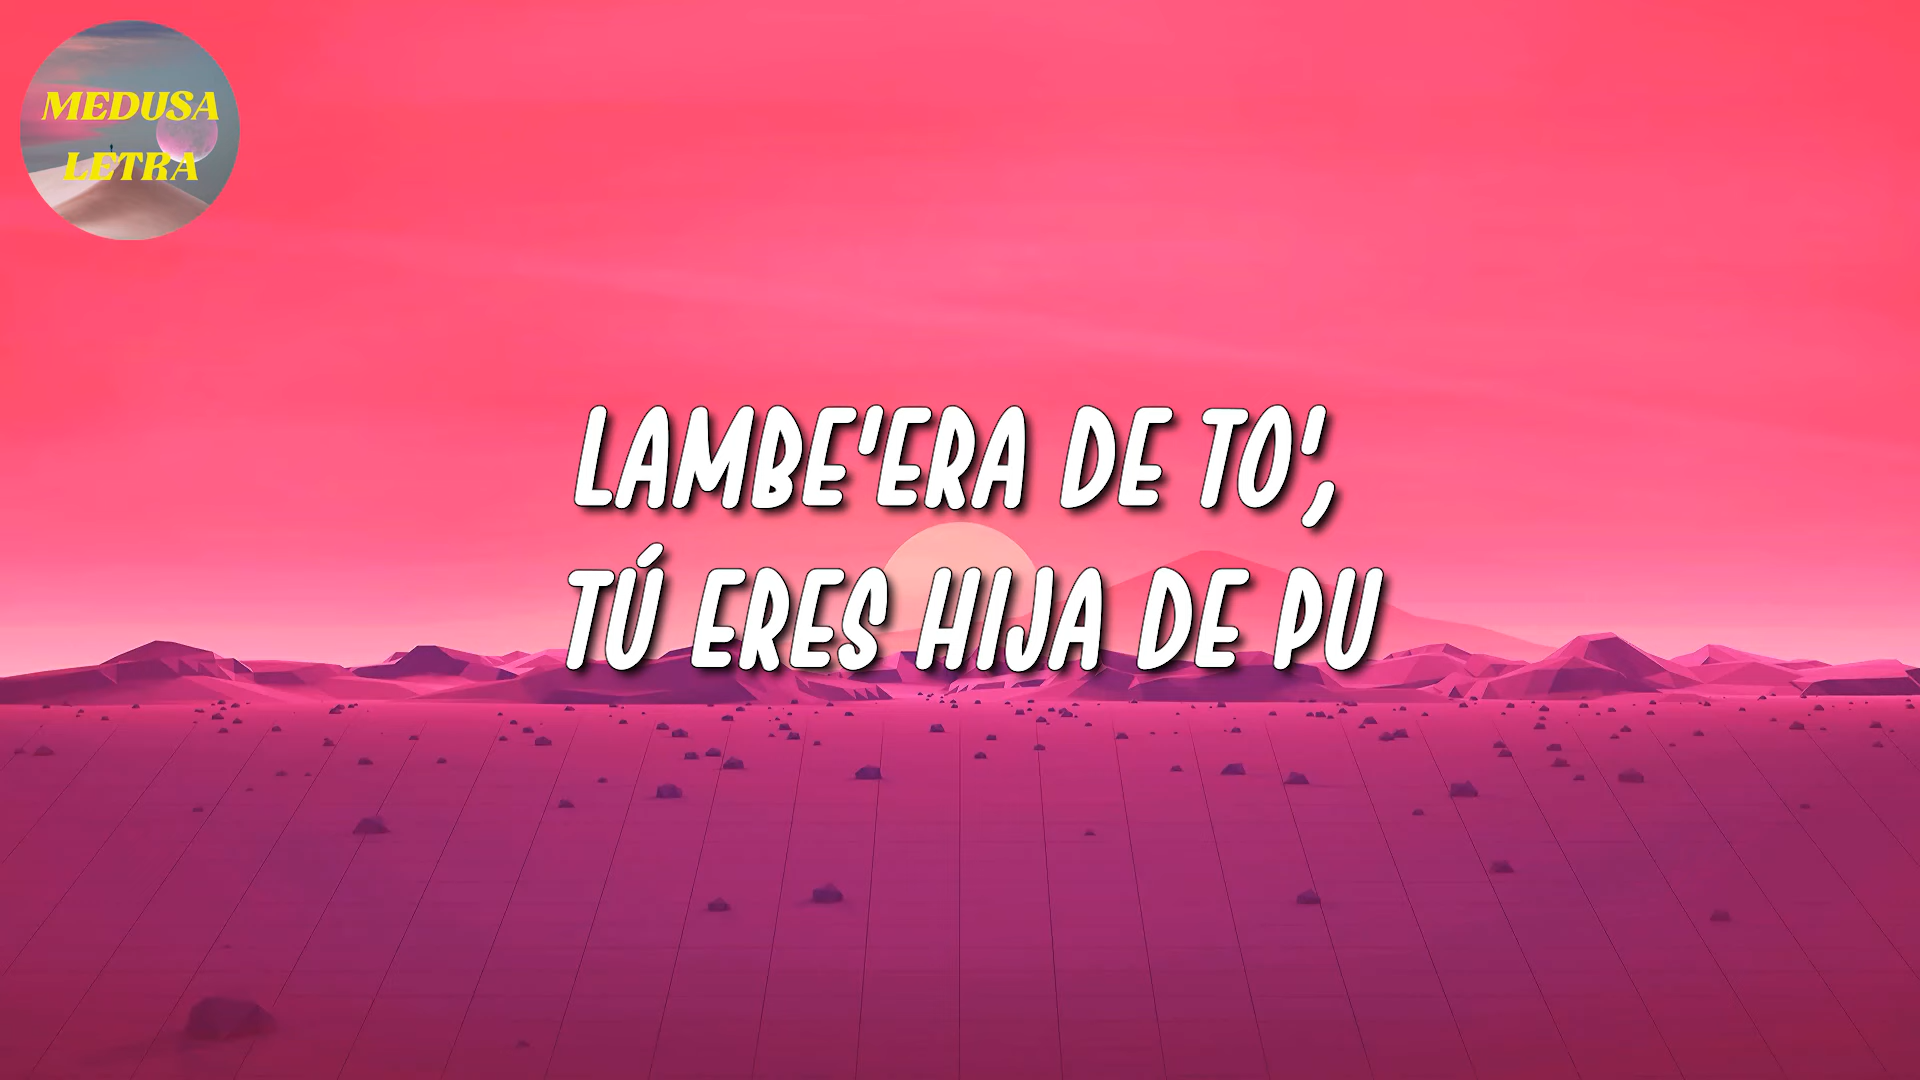 MEDUSA
LETRA
LAMBE'ERA DE TO',
TÚ ERES HIJA DE PU